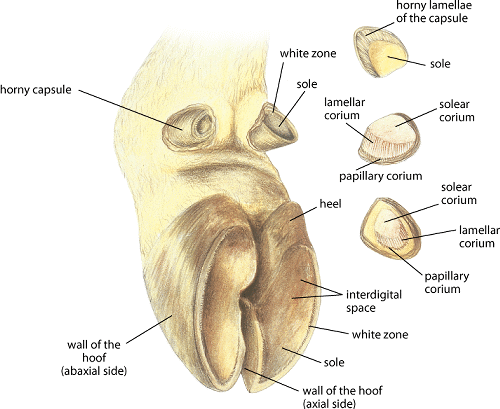 horny lamellae
of the capsule
white zone
sole
sole
horny capsule
lamellar
corium
solear
corium
papillary corium
solear
corium
heel
lamellar
corium
papillary
corium
interdigital
space
white zone
wall of the
hoof
(abaxial side)
sole
wall of the hoof
(axial side)